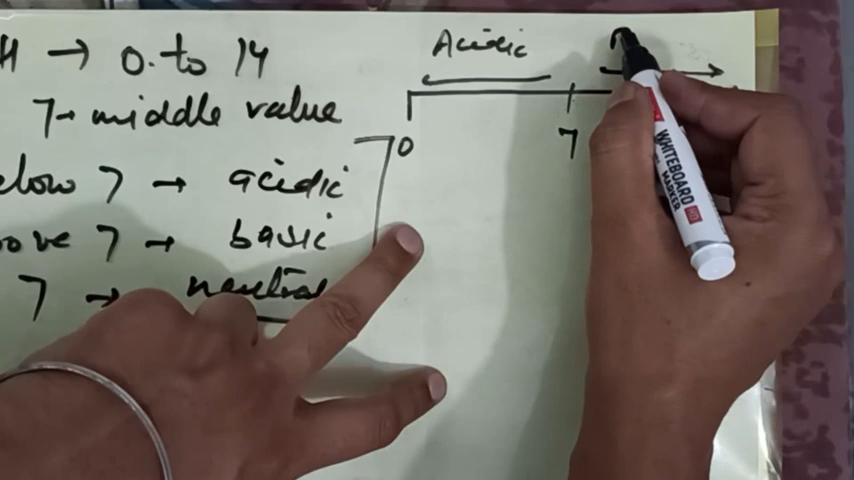 H → 0. to 14
7 → middle value
elow 7 → acidic
ove 7 → basic
7 → neutral
Acidic
0
7
WHITEBOARD
MARKER